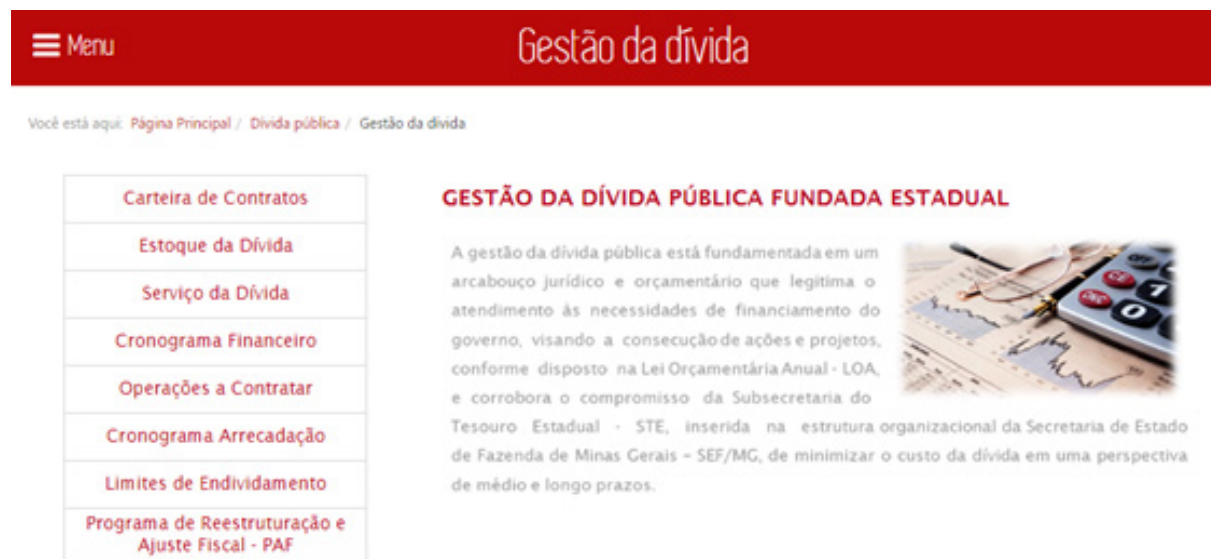 Menu
Gestão da dívida
Você está aqui: Página Principal / Dívida pública / Gestão da dívida
Carteira de Contratos
Estoque da Dívida
Serviço da Dívida
Cronograma Financeiro
Operações a Contratar
Cronograma Arrecadação
Limites de Endividamento
Programa de Reestruturação e
Ajuste Fiscal - PAF
GESTÃO DA DÍVIDA PÚBLICA FUNDADA ESTADUAL
A gestão da dívida pública está fundamentada em um
arcabouço jurídico e orçamentário que legitima o
atendimento às necessidades de financiamento do
governo, visando a consecução de ações e projetos,
conforme disposto na Lei Orçamentária Anual - LOA,
e corrobora o compromisso da Subsecretaria do
Tesouro Estadual - STE, inserida na estrutura organizacional da Secretaria de Estado
de Fazenda de Minas Gerais – SEF/MG, de minimizar o custo da dívida em uma perspectiva
de médio e longo prazos.
OFF
CE
ON/C
7
0